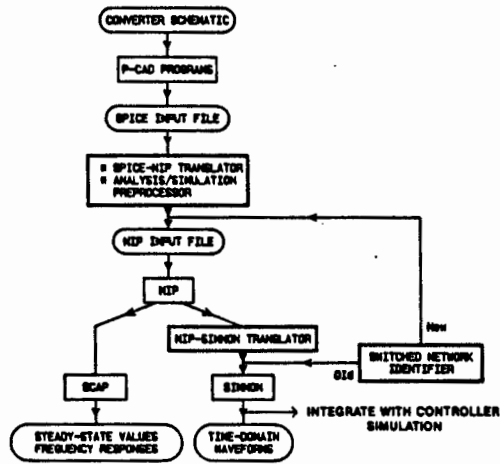 CONVERTER SCHEMATIC
P-CAD PROGRAMS
SPICE INPUT FILE
* SPICE-NIP TRANSLATOR
* ANALYSIS/SIMULATION
PREPROCESSOR
NIP INPUT FILE
NIP
NIP-SIMNON TRANSLATOR
New
Old
SWITCHED NETWORK
IDENTIFIER
SCAP
SIMNON
INTEGRATE WITH CONTROLLER
SIMULATION
STEADY-STATE VALUES
FREQUENCY RESPONSES
TIME-DOMAIN
WAVEFORMS